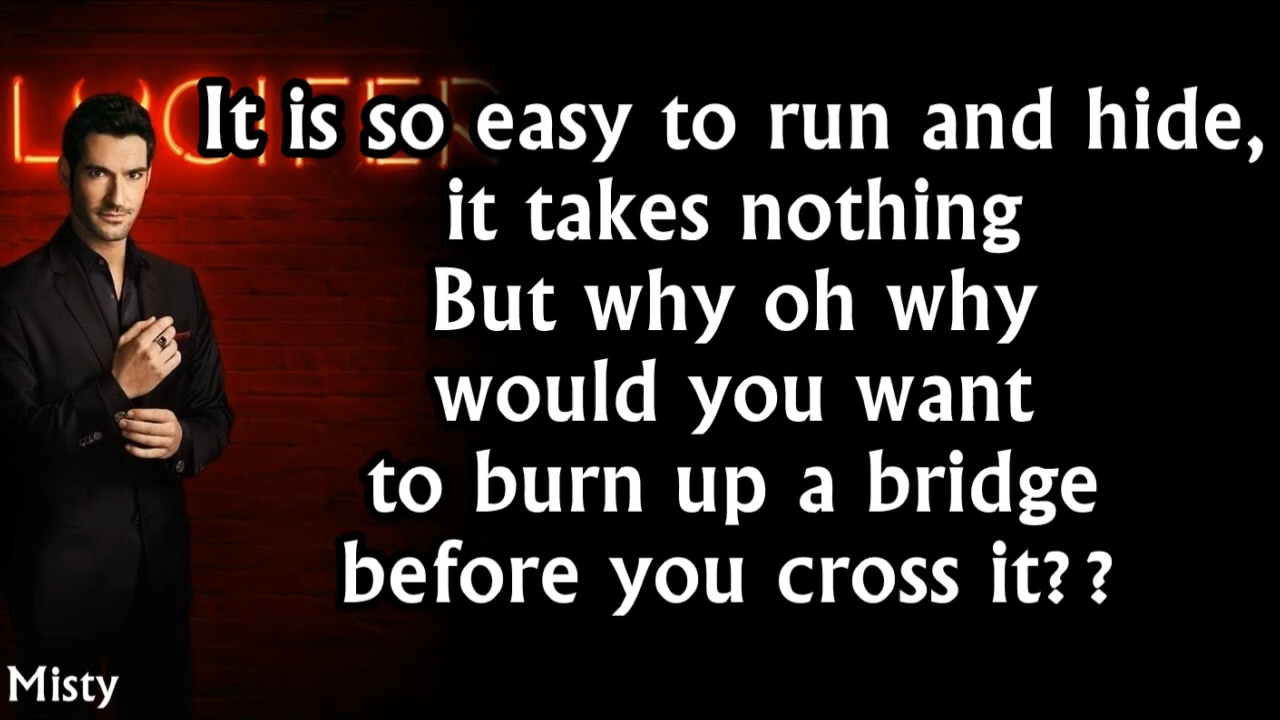 LUCIFER
It is so easy to run and hide,
it takes nothing
But why oh why
would you want
to burn up a bridge
before you cross it??
Misty